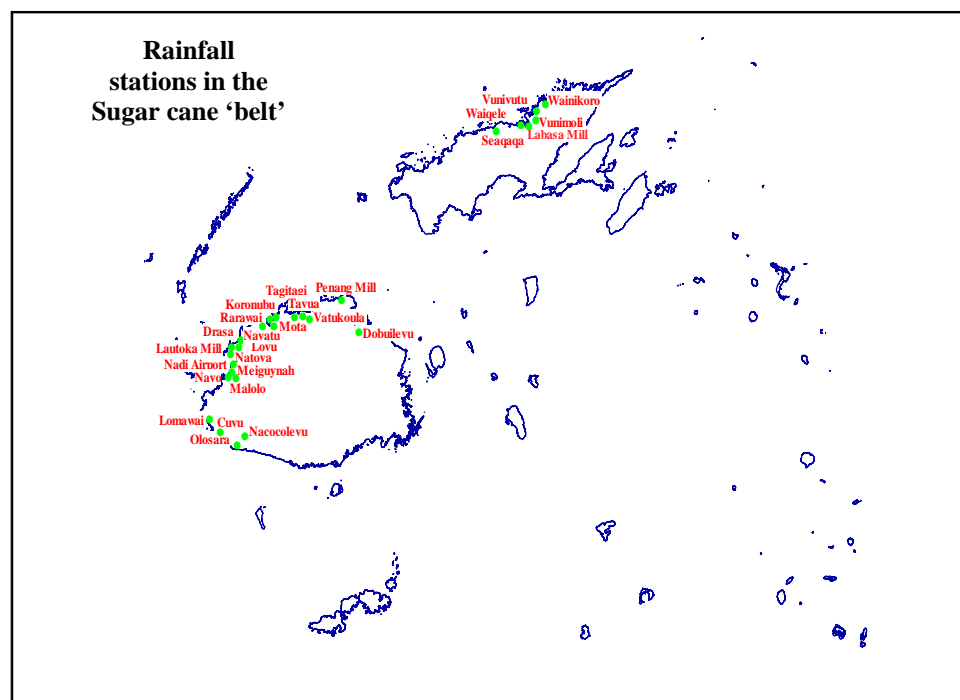 Rainfall
stations in the
Sugar cane ‘belt’
Vunivutu
Wainikoro
Waiqele
Vunimoli
Labasa Mill
Seaqaqa
Penang Mill
Tagitagi
Koronubu
Tavua
Rarawai
Vatukoula
Mota
Drasa
Navatu
Dobuilevu
Lautoka Mill
Lovu
Natova
Nadi Airport
Meiguynah
Navo
Malolo
Lomawai
Cuvu
Nacocolevu
Olosara